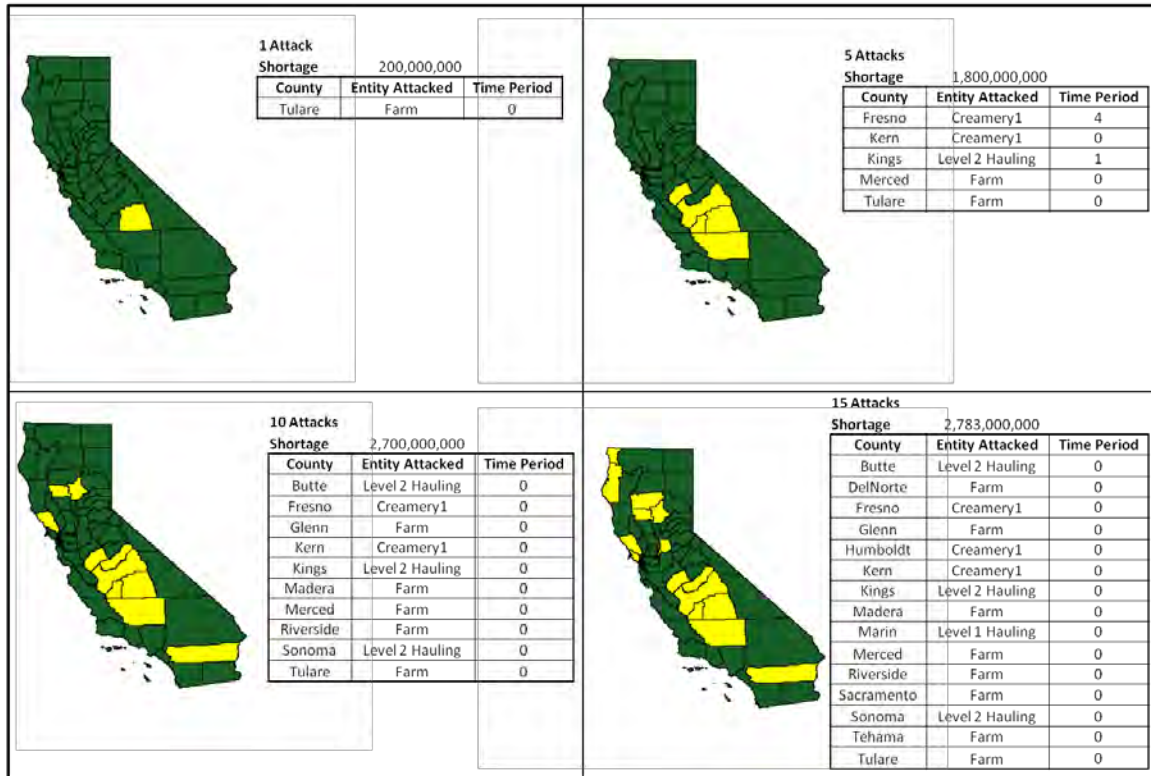 1 Attack
Shortage 200,000,000
County Entity Attacked Time Period
Tulare Farm 0
5 Attacks
Shortage 1,800,000,000
County Entity Attacked Time Period
Fresno Creamery1 4
Kern Creamery1 0
Kings Level 2 Hauling 1
Merced Farm 0
Tulare Farm 0
10 Attacks
Shortage 2,700,000,000
County Entity Attacked Time Period
Butte Level 2 Hauling 0
Fresno Creamery1 0
Glenn Farm 0
Kern Creamery1 0
Kings Level 2 Hauling 0
Madera Farm 0
Merced Farm 0
Riverside Farm 0
Sonoma Level 2 Hauling 0
Tulare Farm 0
15 Attacks
Shortage 2,783,000,000
County Entity Attacked Time Period
Butte Level 2 Hauling 0
DelNorte Farm 0
Fresno Creamery1 0
Glenn Farm 0
Humboldt Creamery1 0
Kern Creamery1 0
Kings Level 2 Hauling 0
Madera Farm 0
Marin Level 1 Hauling 0
Merced Farm 0
Riverside Farm 0
Sacramento Farm 0
Sonoma Level 2 Hauling 0
Tehama Farm 0
Tulare Farm 0